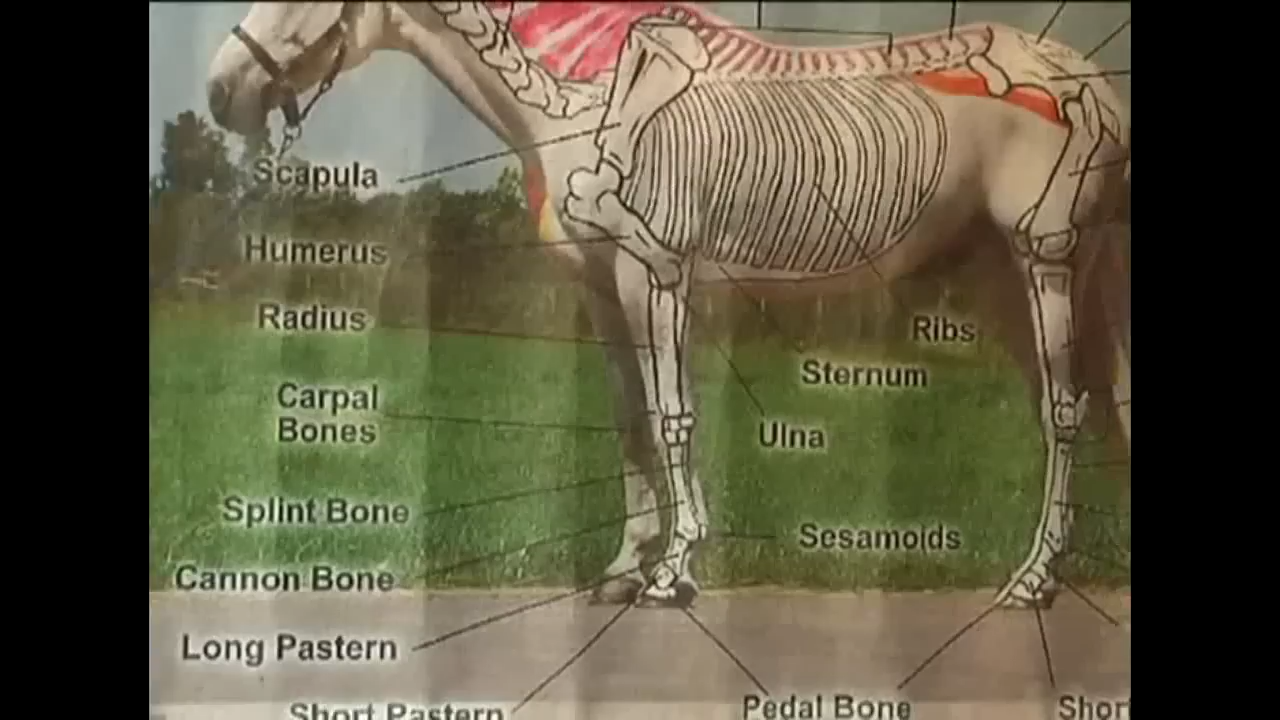 Scapula
Humerus
Radius
Carpal
Bones
Splint Bone
Cannon Bone
Long Pastern
Short Pastern
Ribs
Sternum
Ulna
Sesamoids
Pedal Bone
Shor